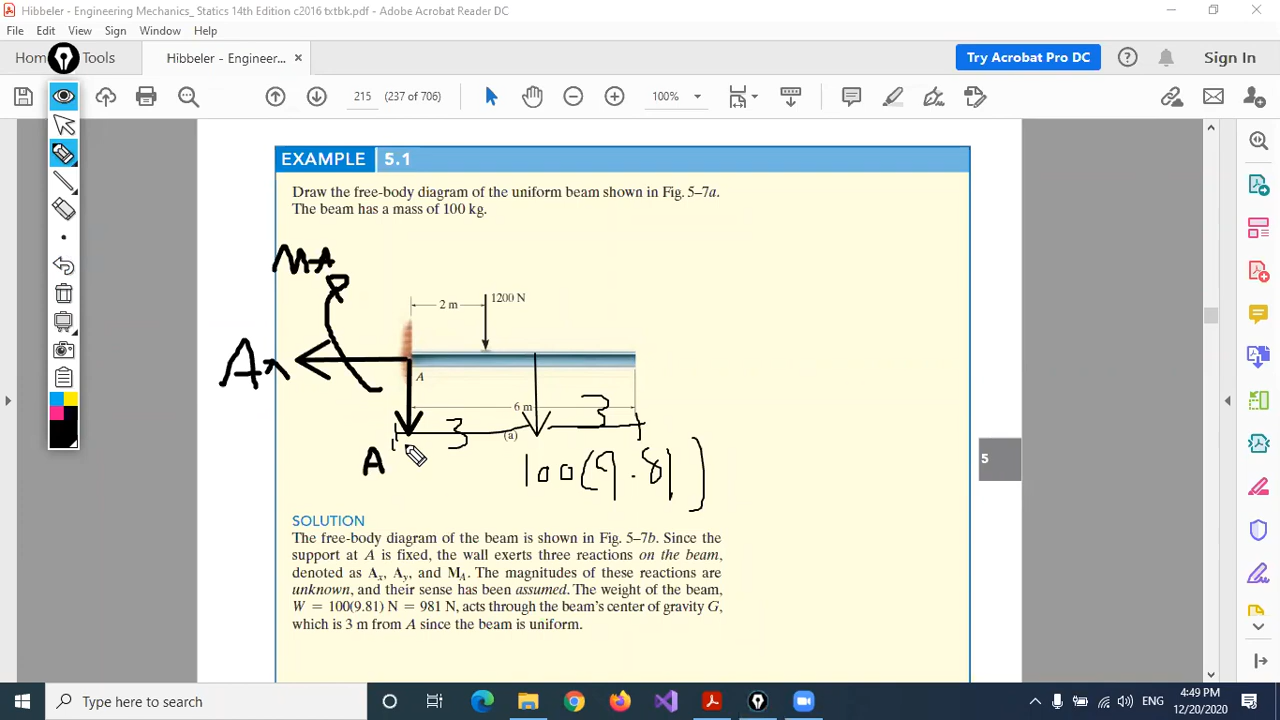 Hibbeler - Engineering Mechanics_ Statics 14th Edition c2016 txtbk.pdf - Adobe Acrobat Reader DC
File Edit View Sign Window Help
Hom Tools Hibbeler - Engineer... × Try Acrobat Pro DC Sign In
215 (237 of 706) 100%
EXAMPLE 5.1
Draw the free-body diagram of the uniform beam shown in Fig. 5–7a.
The beam has a mass of 100 kg.
MA
2 m 1200 N
Ax
A
6 m 3
3 (a)
A 100(9.81)
5
SOLUTION
The free-body diagram of the beam is shown in Fig. 5–7b. Since the
support at A is fixed, the wall exerts three reactions on the beam,
denoted as Ax, Ay, and MA. The magnitudes of these reactions are
unknown, and their sense has been assumed. The weight of the beam,
W = 100(9.81) N = 981 N, acts through the beam's center of gravity G,
which is 3 m from A since the beam is uniform.
Type here to search
ENG 4:49 PM
12/20/2020